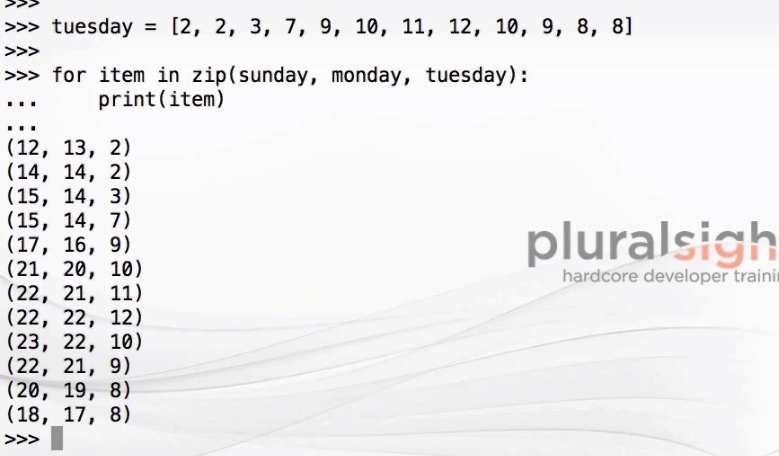 >>>
>>> tuesday = [2, 2, 3, 7, 9, 10, 11, 12, 10, 9, 8, 8]
>>>
>>> for item in zip(sunday, monday, tuesday):
...     print(item)
...
(12, 13, 2)
(14, 14, 2)
(15, 14, 3)
(15, 14, 7)
(17, 16, 9)
(21, 20, 10)
(22, 21, 11)
(22, 22, 12)
(23, 22, 10)
(22, 21, 9)
(20, 19, 8)
(18, 17, 8)
>>>
pluralsigh
hardcore developer trainin